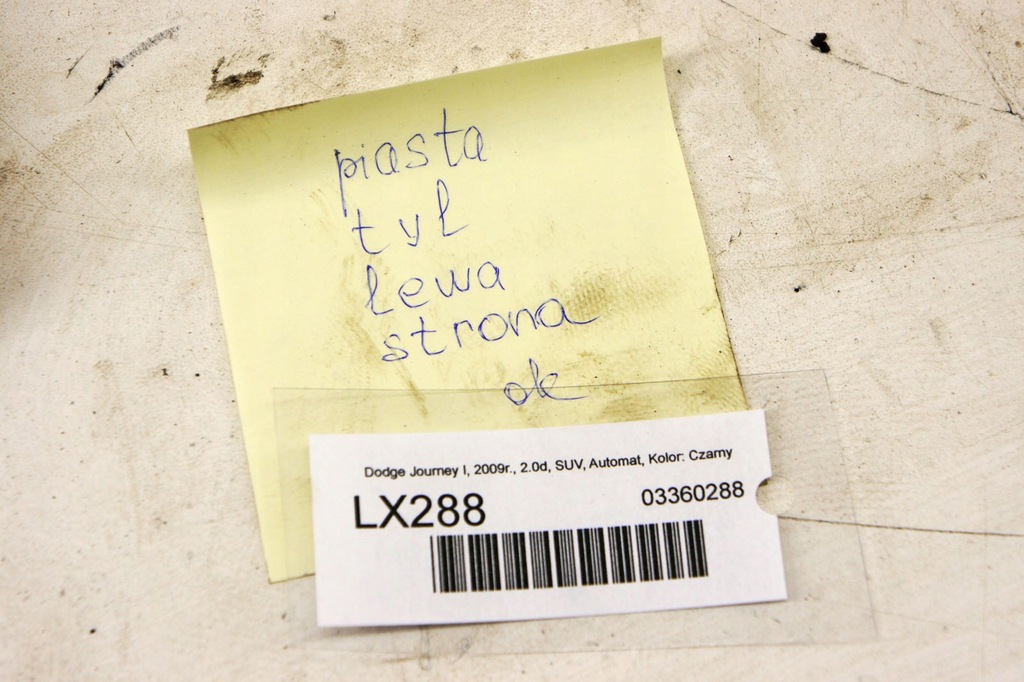 piasta
tył
lewa
strona
ok
Dodge Journey I, 2009r., 2.0d, SUV, Automat, Kolor: Czarny
LX288 03360288